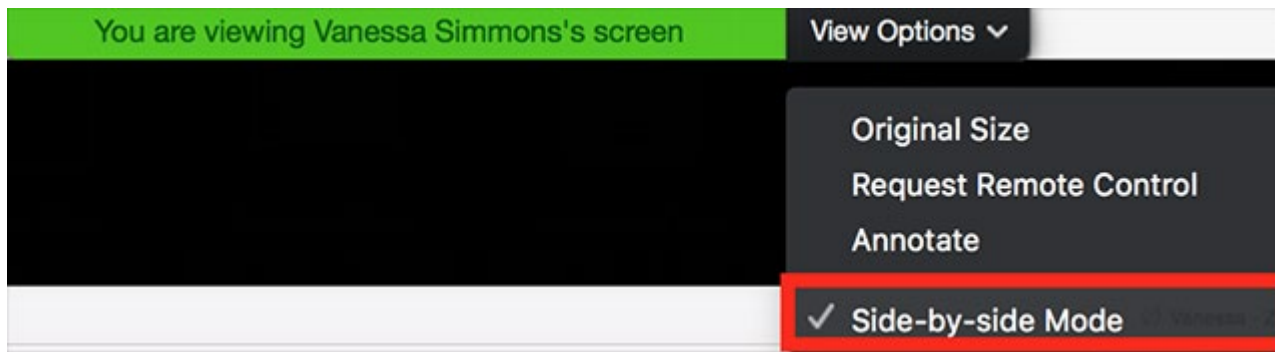 You are viewing Vanessa Simmons's screen View Options
Original Size
Request Remote Control
Annotate
✓ Side-by-side Mode